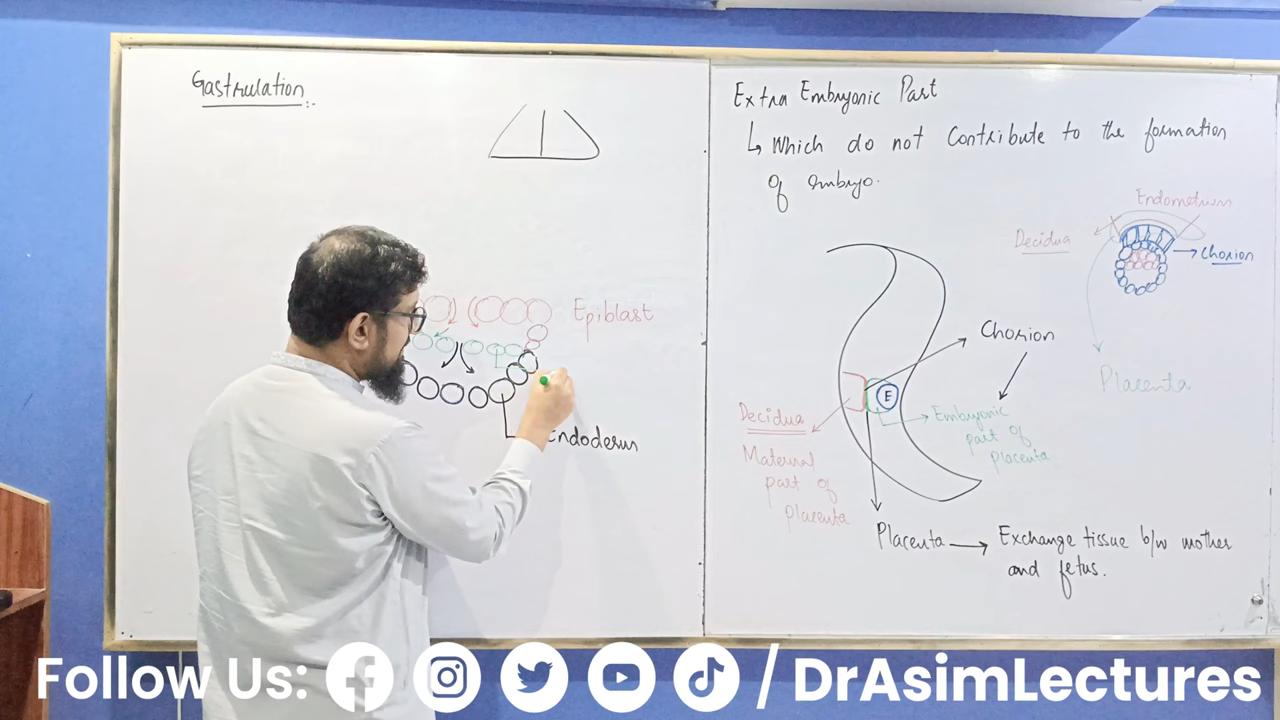 Gastrulation
Epiblast
Endoderm
Extra Embryonic Part
Which do not contribute to the formation
of embryo.
Endometrium
Decidua
Chorion
Placenta
Chorion
E
Decidua
Maternal
part of
placenta
Embryonic
part of
placenta
Placenta → Exchange tissue b/w mother
and fetus.
Follow Us: / DrAsimLectures